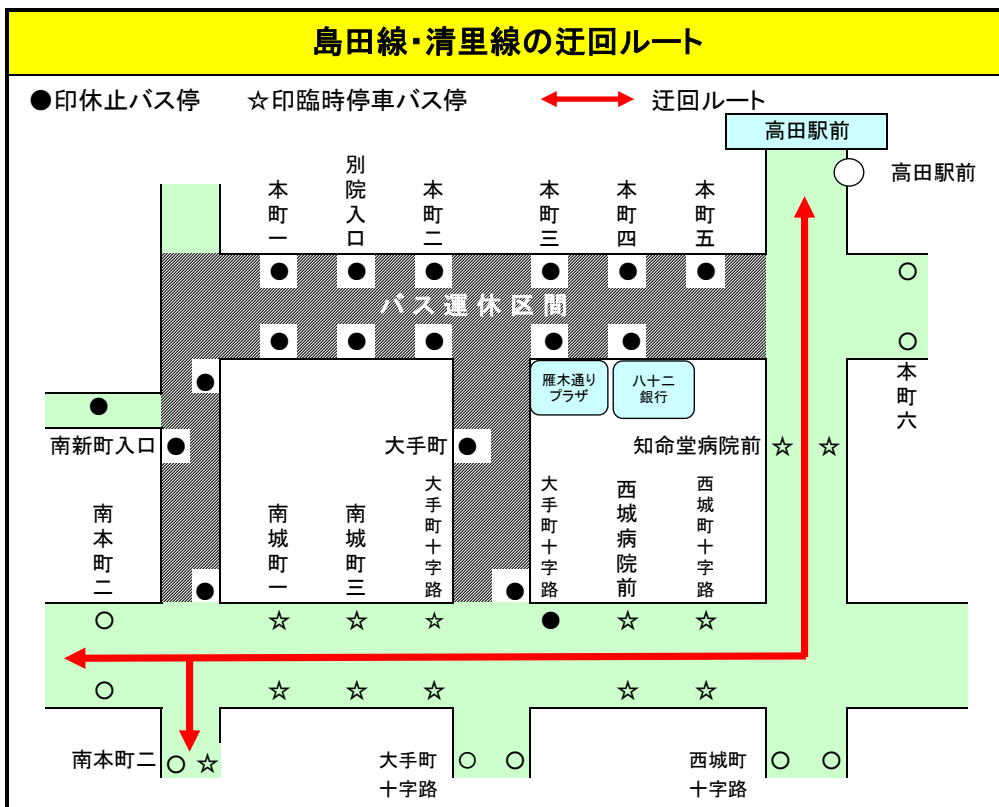 島田線・清里線の迂回ルート
●印休止バス停 ☆印臨時停車バス停 迂回ルート
高田駅前
高田駅前
本町一
別院入口
本町二
本町三
本町四
本町五
バス運休区間
雁木通り
プラザ
八十二
銀行
本町六
南新町入口
大手町
知命堂病院前
南本町二
南城町一
南城町三
大手町十字路
大手町十字路
西城病院前
西城町十字路
南本町二
大手町
十字路
西城町
十字路